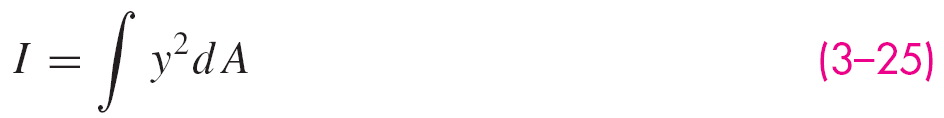 I = ∫ y²dA (3–25)